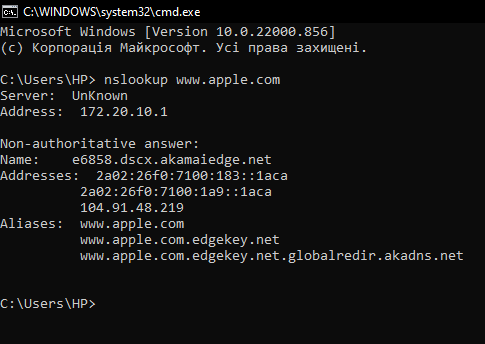 C:\WINDOWS\system32\cmd.exe
Microsoft Windows [Version 10.0.22000.856]
(c) Корпорація Майкрософт. Усі права захищені.
C:\Users\HP> nslookup www.apple.com
Server: UnKnown
Address: 172.20.10.1
Non-authoritative answer:
Name: e6858.dscx.akamaiedge.net
Addresses: 2a02:26f0:7100:183::1aca
2a02:26f0:7100:1a9::1aca
104.91.48.219
Aliases: www.apple.com
www.apple.com.edgekey.net
www.apple.com.edgekey.net.globalredir.akadns.net
C:\Users\HP>